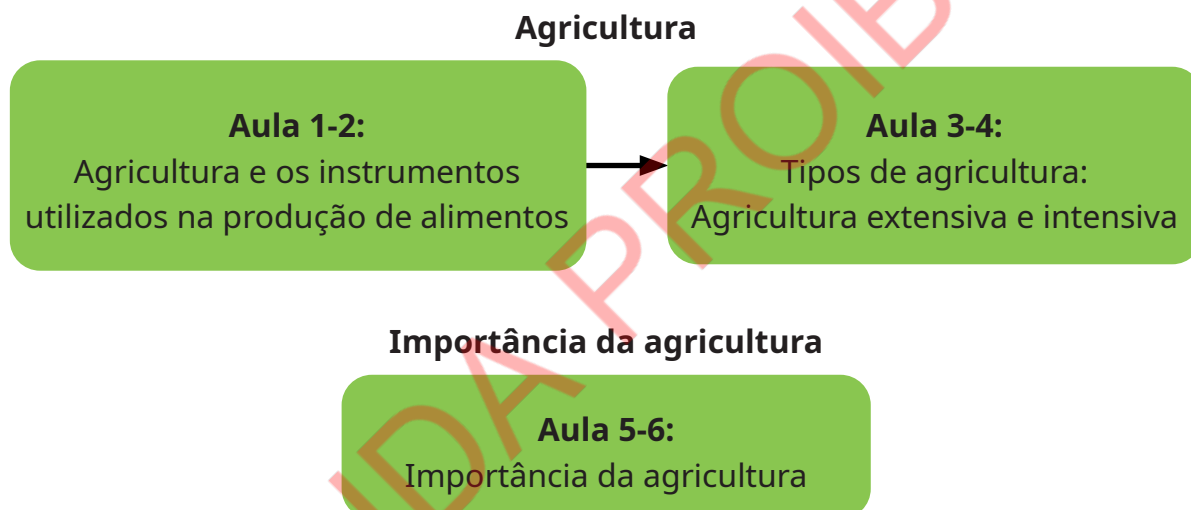 Agricultura
Aula 1-2:
Agricultura e os instrumentos
utilizados na produção de alimentos
Aula 3-4:
Tipos de agricultura:
Agricultura extensiva e intensiva
Importância da agricultura
Aula 5-6:
Importância da agricultura